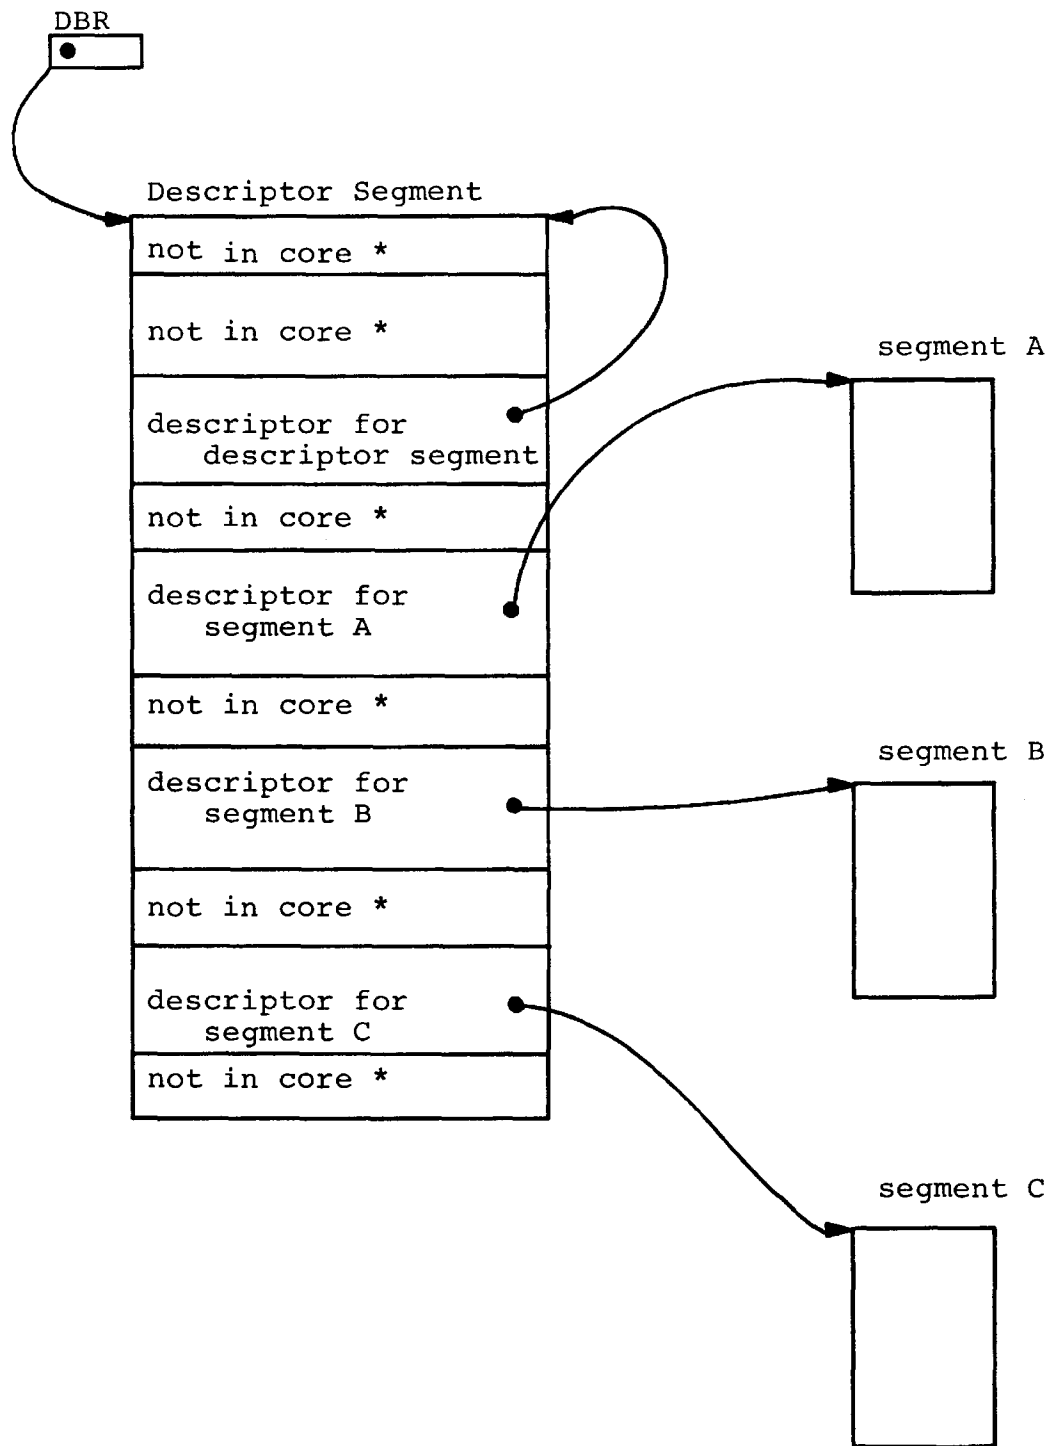 DBR
Descriptor Segment
not in core *
not in core *
segment A
descriptor for
descriptor segment
not in core *
descriptor for
segment A
not in core *
segment B
descriptor for
segment B
not in core *
descriptor for
segment C
not in core *
segment C